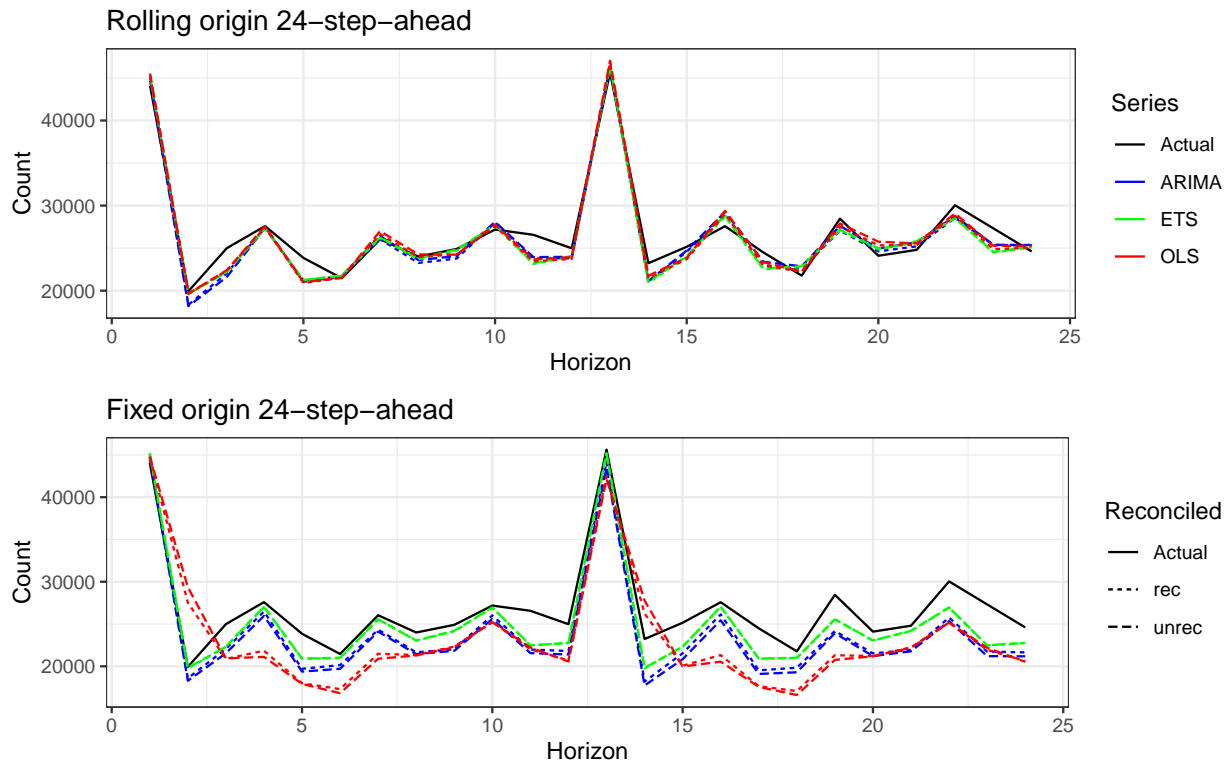 Rolling origin 24−step−ahead
40000
30000
20000
Count
0 5 10 15 20 25
Horizon
Series
Actual
ARIMA
ETS
OLS
Fixed origin 24−step−ahead
40000
30000
20000
Count
0 5 10 15 20 25
Horizon
Reconciled
Actual
rec
unrec